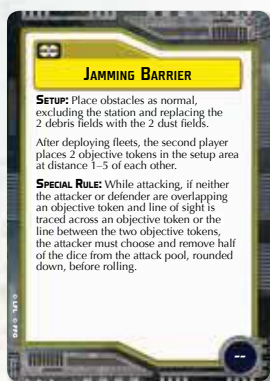 JAMMING BARRIER
SETUP: Place obstacles as normal,
excluding the station and replacing the
2 debris fields with the 2 dust fields.
After deploying fleets, the second player
places 2 objective tokens in the setup area
at distance 1–5 of each other.
SPECIAL RULE: While attacking, if neither
the attacker or defender are overlapping
an objective token and line of sight is
traced across an objective token or the
line between the two objective tokens,
the attacker must choose and remove half
of the dice from the attack pool, rounded
down, before rolling.
© LFL © FFG
--